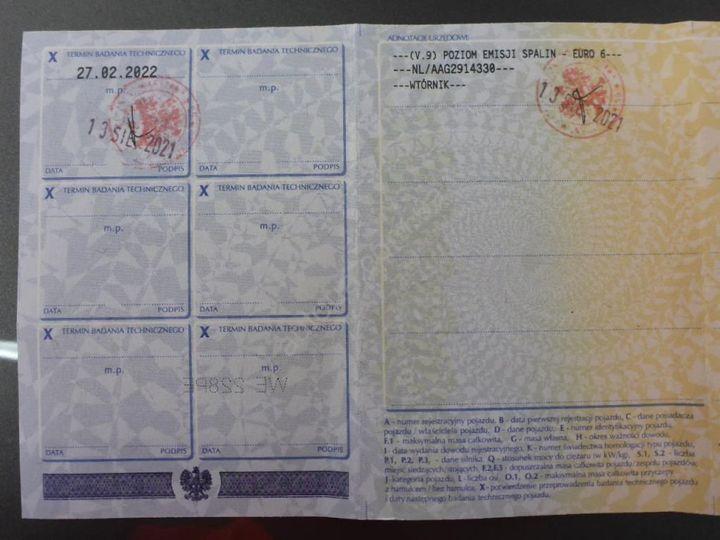 X TERMIN BADANIA TECHNICZNEGO
27.02.2022
m.p.
13 SIE. 2021
DATA PODPIS
X TERMIN BADANIA TECHNICZNEGO
m.p.
DATA PODPIS
X TERMIN BADANIA TECHNICZNEGO
m.p.
DATA PODPIS
X TERMIN BADANIA TECHNICZNEGO
m.p.
DATA PODPIS
X TERMIN BADANIA TECHNICZNEGO
m.p.
DATA PODPIS
X TERMIN BADANIA TECHNICZNEGO
m.p.
DATA PODPIS
ADNOTACJE URZĘDOWE
---(V.9) POZIOM EMISJI SPALIN - EURO 6---
---NL/AAG2914330---
---WTÓRNIK---
13 2021
A - numer rejestracyjny pojazdu, B - data pierwszej rejestracji pojazdu, C - dane posiadacza
pojazdu / właściciela pojazdu, D - dane pojazdu, E - numer identyfikacyjny pojazdu,
F.1 - maksymalna masa całkowita, G - masa własna, H - okres ważności dowodu,
I - data wydania dowodu rejestracyjnego, K - numer świadectwa homologacji typu pojazdu,
P.1, P.2, P.3, - dane silnika, Q - stosunek mocy do ciężaru (w kW/kg), S.1, S.2 - liczba
miejsc siedzących/stojących, F.2,F.3 - dopuszczalna masa całkowita pojazdu/zespołu pojazdów,
J - kategoria pojazdu, L - liczba osi, O.1, O.2 - maksymalna masa całkowita przyczepy
z hamulcem / bez hamulca, X - potwierdzenie przeprowadzenia badania technicznego pojazdu
i daty następnego badania technicznego pojazdu.